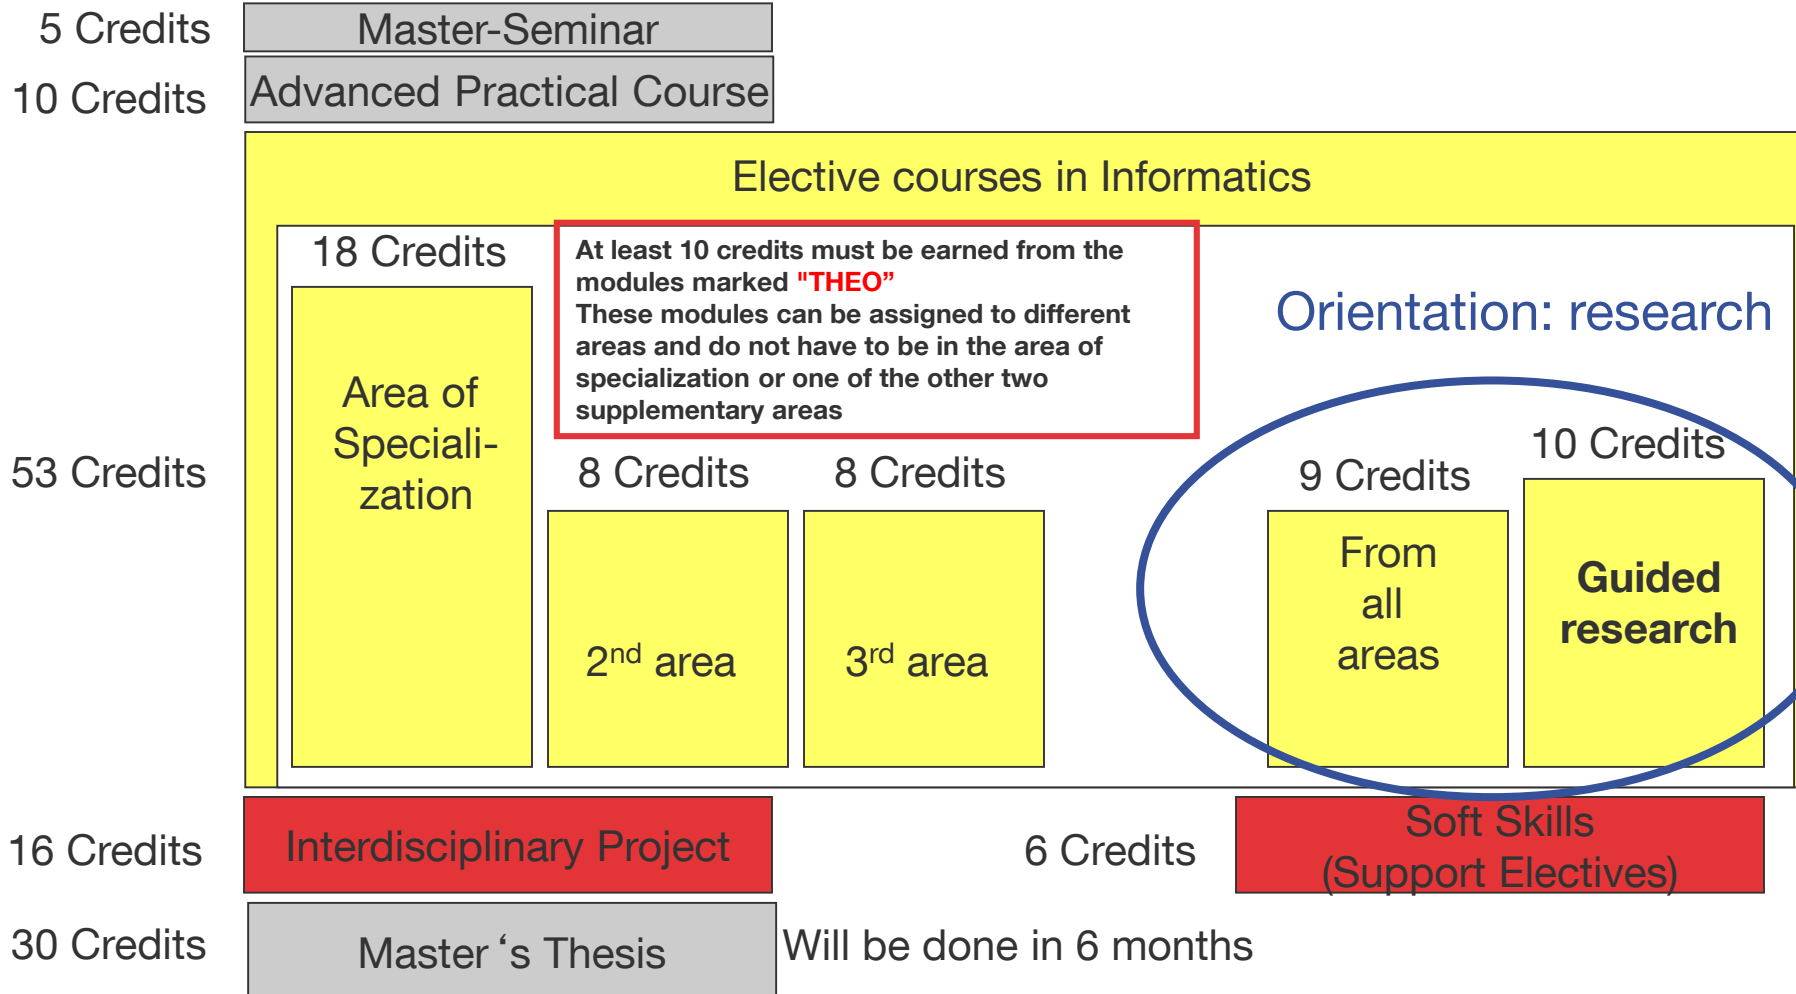 5 Credits
Master-Seminar
10 Credits
Advanced Practical Course
Elective courses in Informatics
18 Credits
At least 10 credits must be earned from the
modules marked "THEO”
These modules can be assigned to different
areas and do not have to be in the area of
specialization or one of the other two
supplementary areas
Orientation: research
Area of
Speciali-
zation
53 Credits
8 Credits
8 Credits
9 Credits
10 Credits
2nd area
3rd area
From
all
areas
Guided
research
16 Credits
Interdisciplinary Project
6 Credits
Soft Skills
(Support Electives)
30 Credits
Master‘s Thesis
Will be done in 6 months